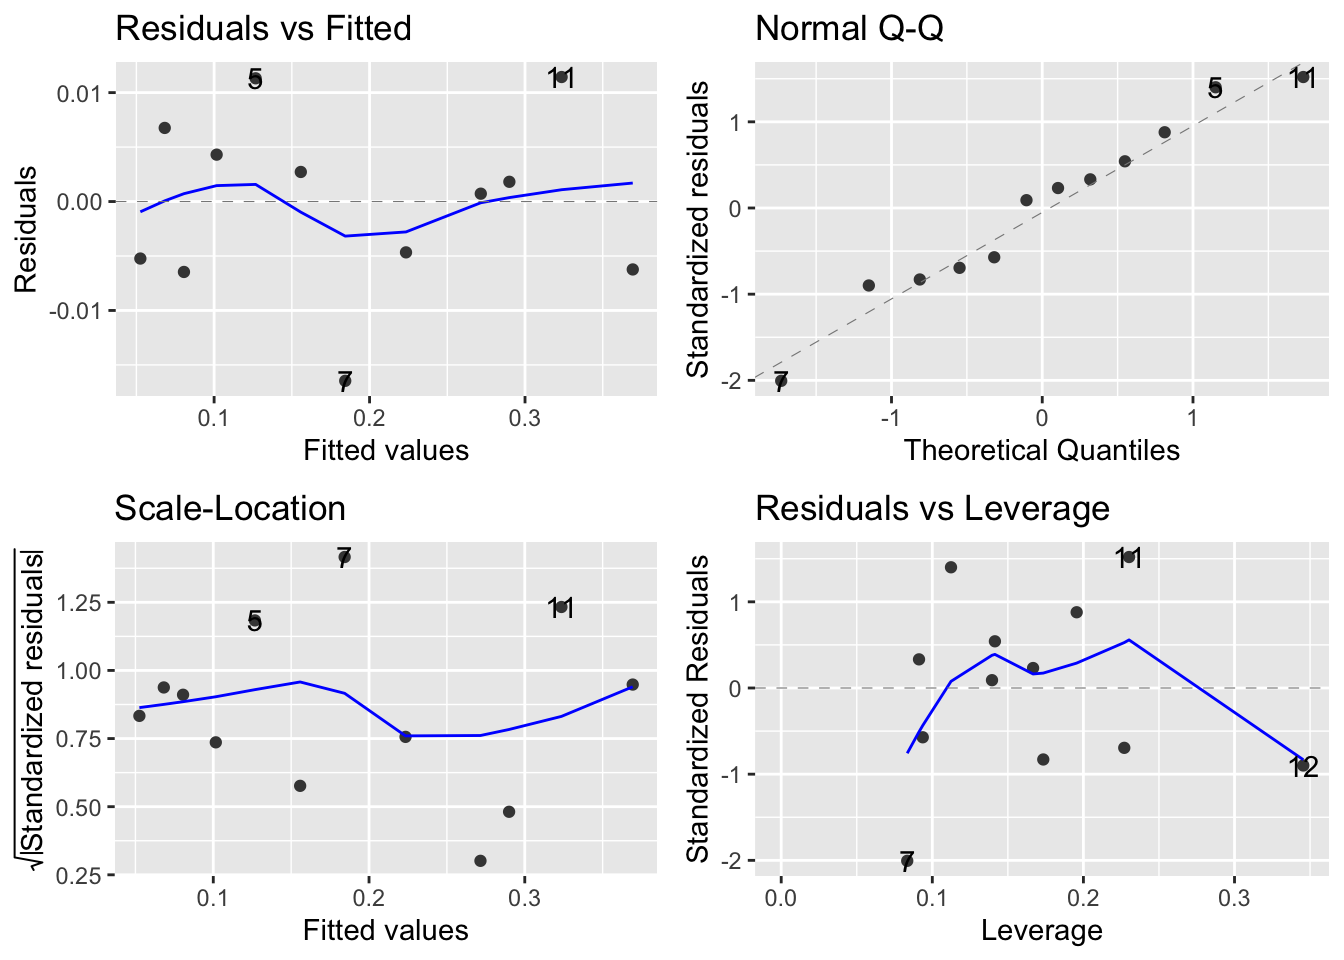 Residuals vs Fitted
Residuals
0.01
0.00
-0.01
5
11
7
0.1 0.2 0.3
Fitted values
Normal Q-Q
Standardized residuals
1
0
-1
-2
5
11
7
-1 0 1
Theoretical Quantiles
Scale-Location
√|Standardized residuals|
1.25
1.00
0.75
0.50
0.25
7
5
11
0.1 0.2 0.3
Fitted values
Residuals vs Leverage
Standardized Residuals
1
0
-1
-2
11
12
7
0.0 0.1 0.2 0.3
Leverage